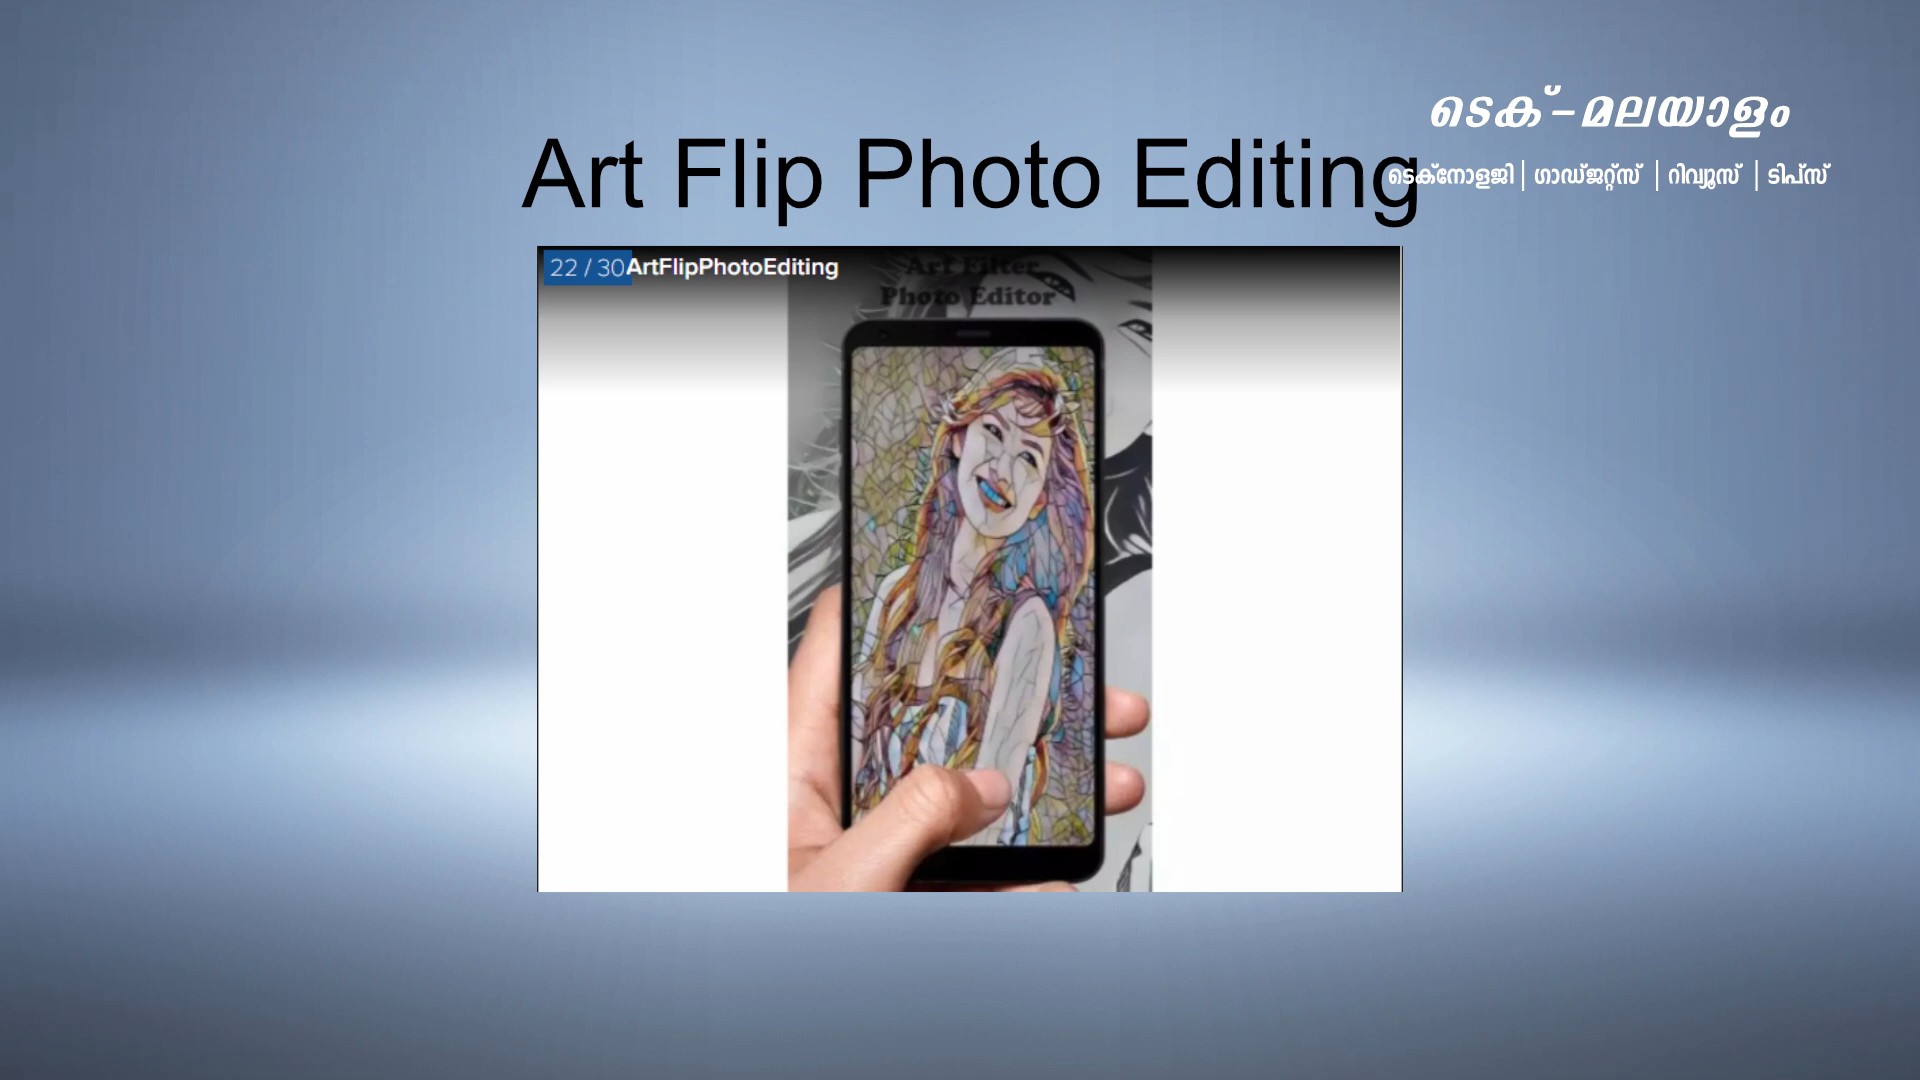 ടെക്-മലയാളം
Art Flip Photo Editing
ടെക്നോളജി | ഗാഡ്ജറ്റ്സ് | റിവ്യൂസ് | ടിപ്സ്
22 / 30 ArtFlipPhotoEditing
Art Filter
Photo Editor